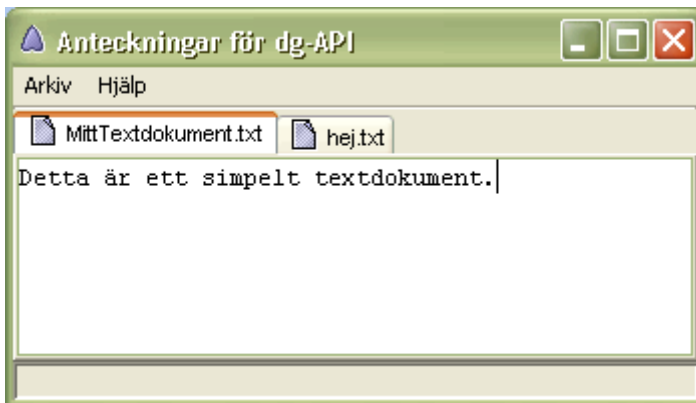 Anteckningar för dg-API
Arkiv Hjälp
MittTextdokument.txt hej.txt
Detta är ett simpelt textdokument.